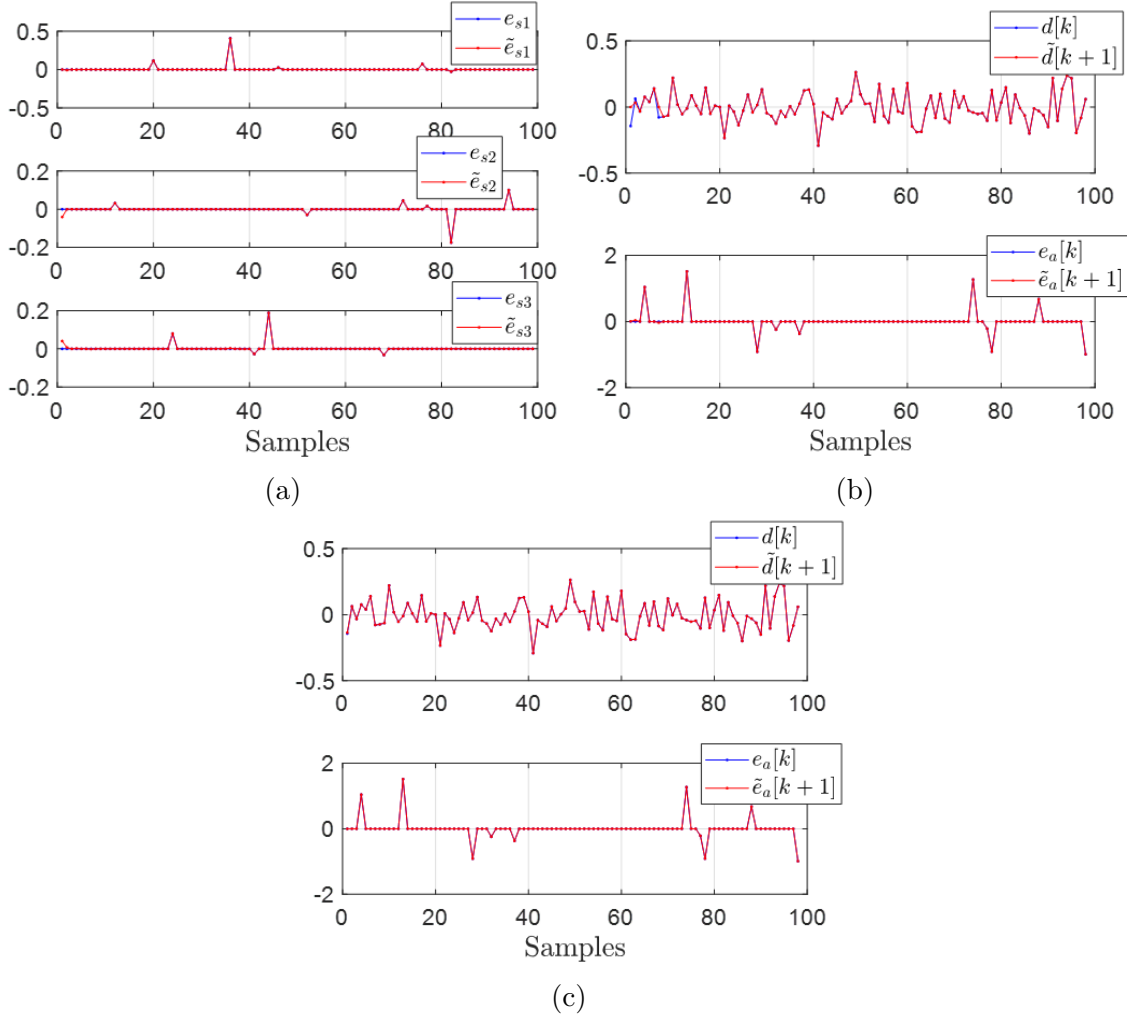 0.5
0
-0.5
0 20 40 60 80 100
e_{s1}
ẽ_{s1}
0.2
0
-0.2
0 20 40 60 80 100
e_{s2}
ẽ_{s2}
0.2
0
-0.2
0 20 40 60 80 100
e_{s3}
ẽ_{s3}
Samples
(a)
0.5
0
-0.5
0 20 40 60 80 100
d[k]
d̃[k + 1]
2
0
-2
0 20 40 60 80 100
e_a[k]
ẽ_a[k + 1]
Samples
(b)
0.5
0
-0.5
0 20 40 60 80 100
d[k]
d̃[k + 1]
2
0
-2
0 20 40 60 80 100
e_a[k]
ẽ_a[k + 1]
Samples
(c)